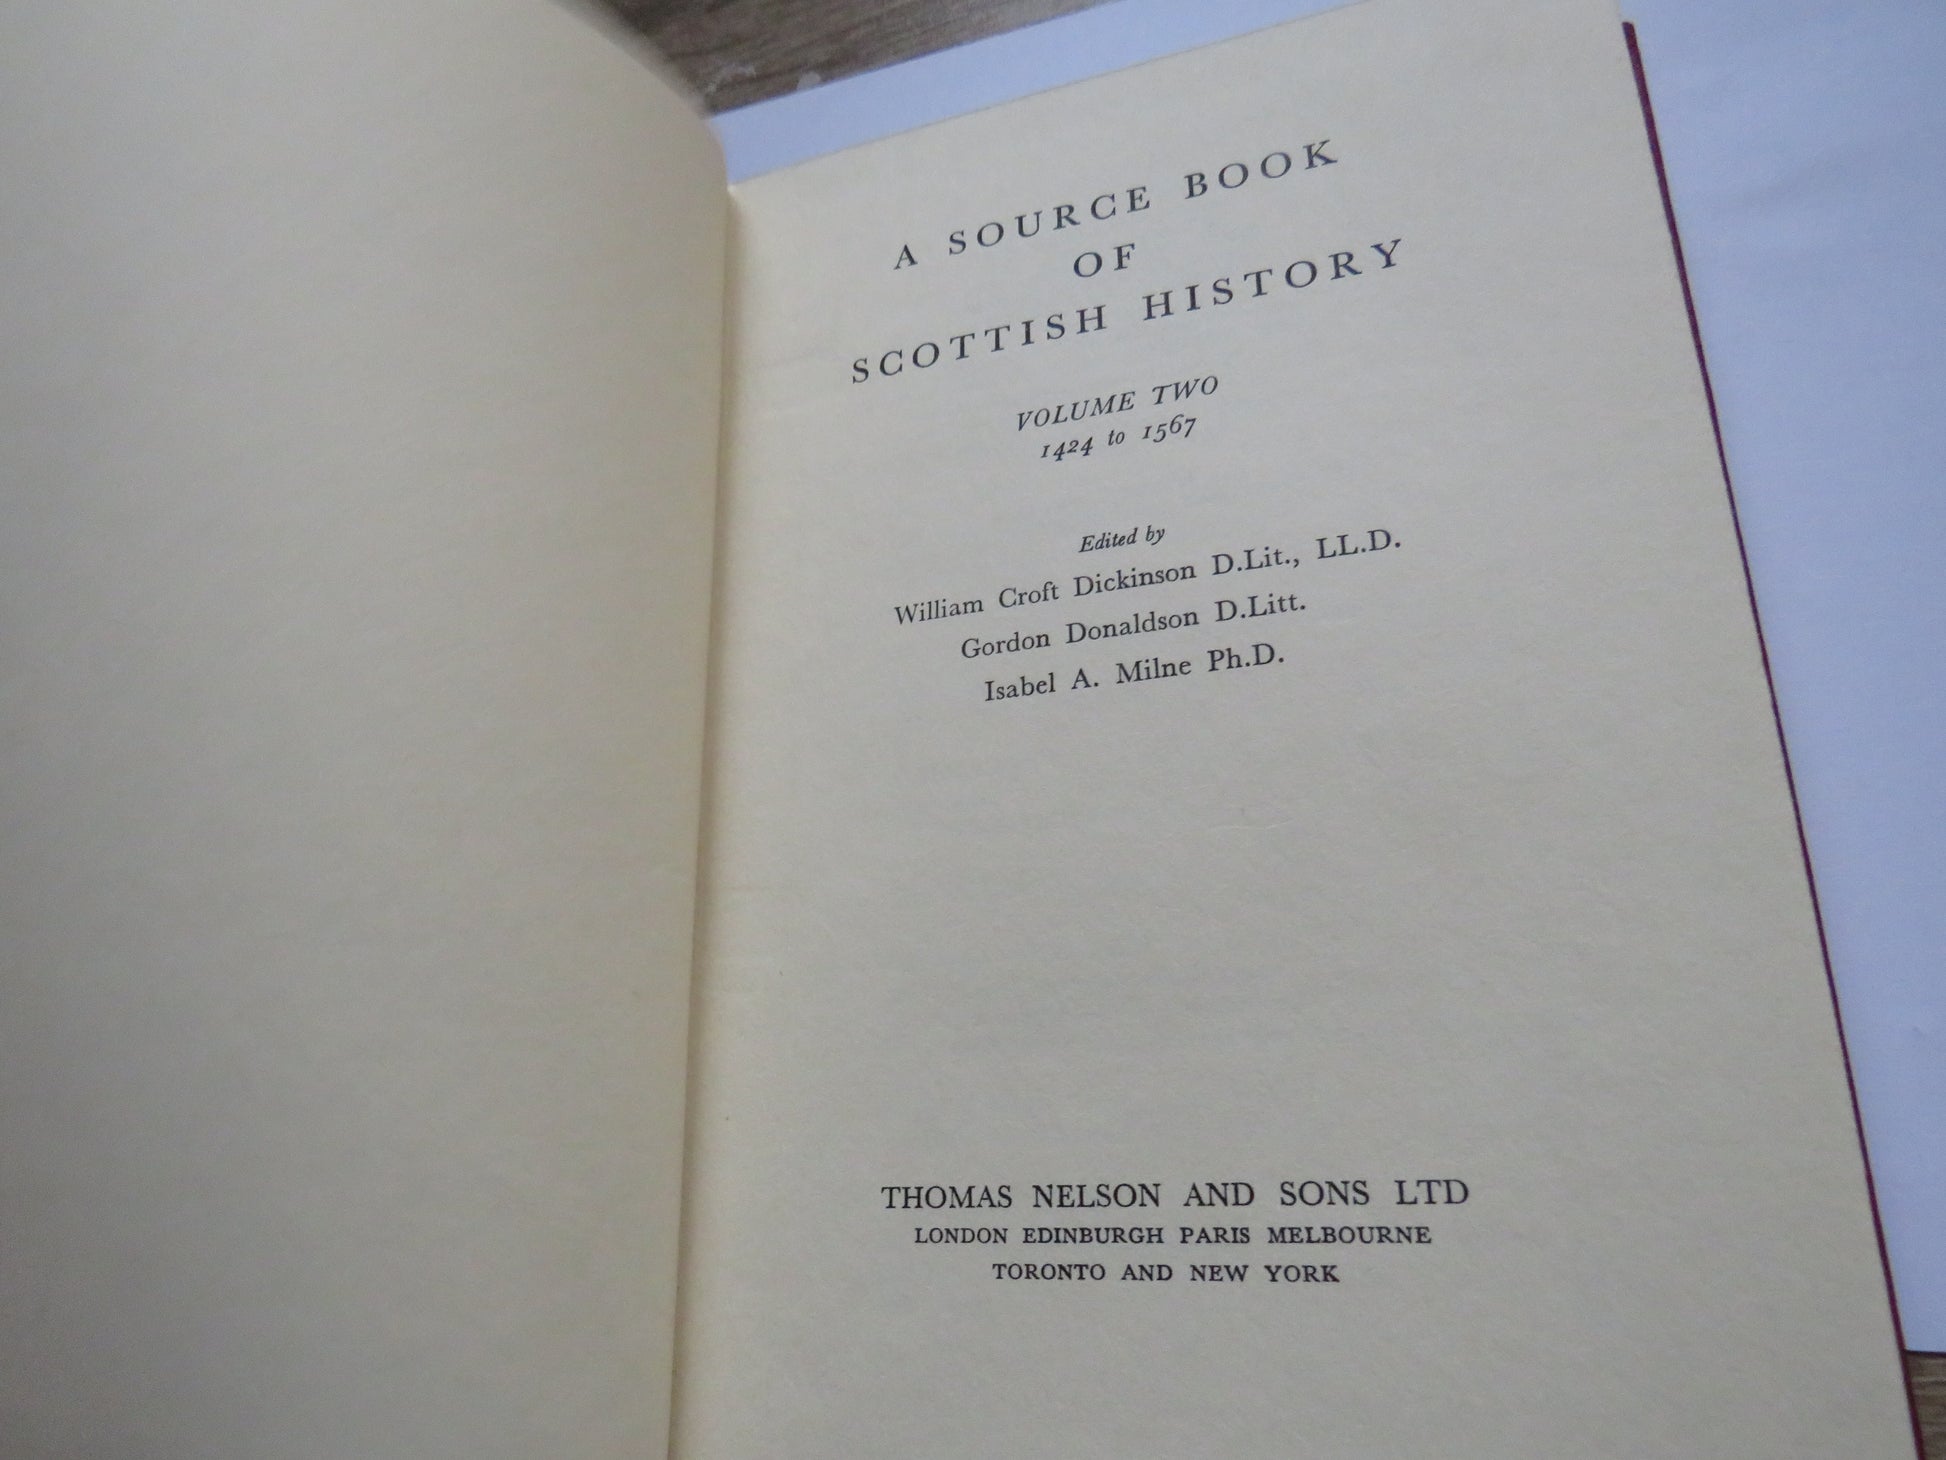 A SOURCE BOOK
OF
SCOTTISH HISTORY
VOLUME TWO
1424 to 1567
Edited by
William Croft Dickinson D.Lit., LL.D.
Gordon Donaldson D.Litt.
Isabel A. Milne Ph.D.
THOMAS NELSON AND SONS LTD
LONDON EDINBURGH PARIS MELBOURNE
TORONTO AND NEW YORK